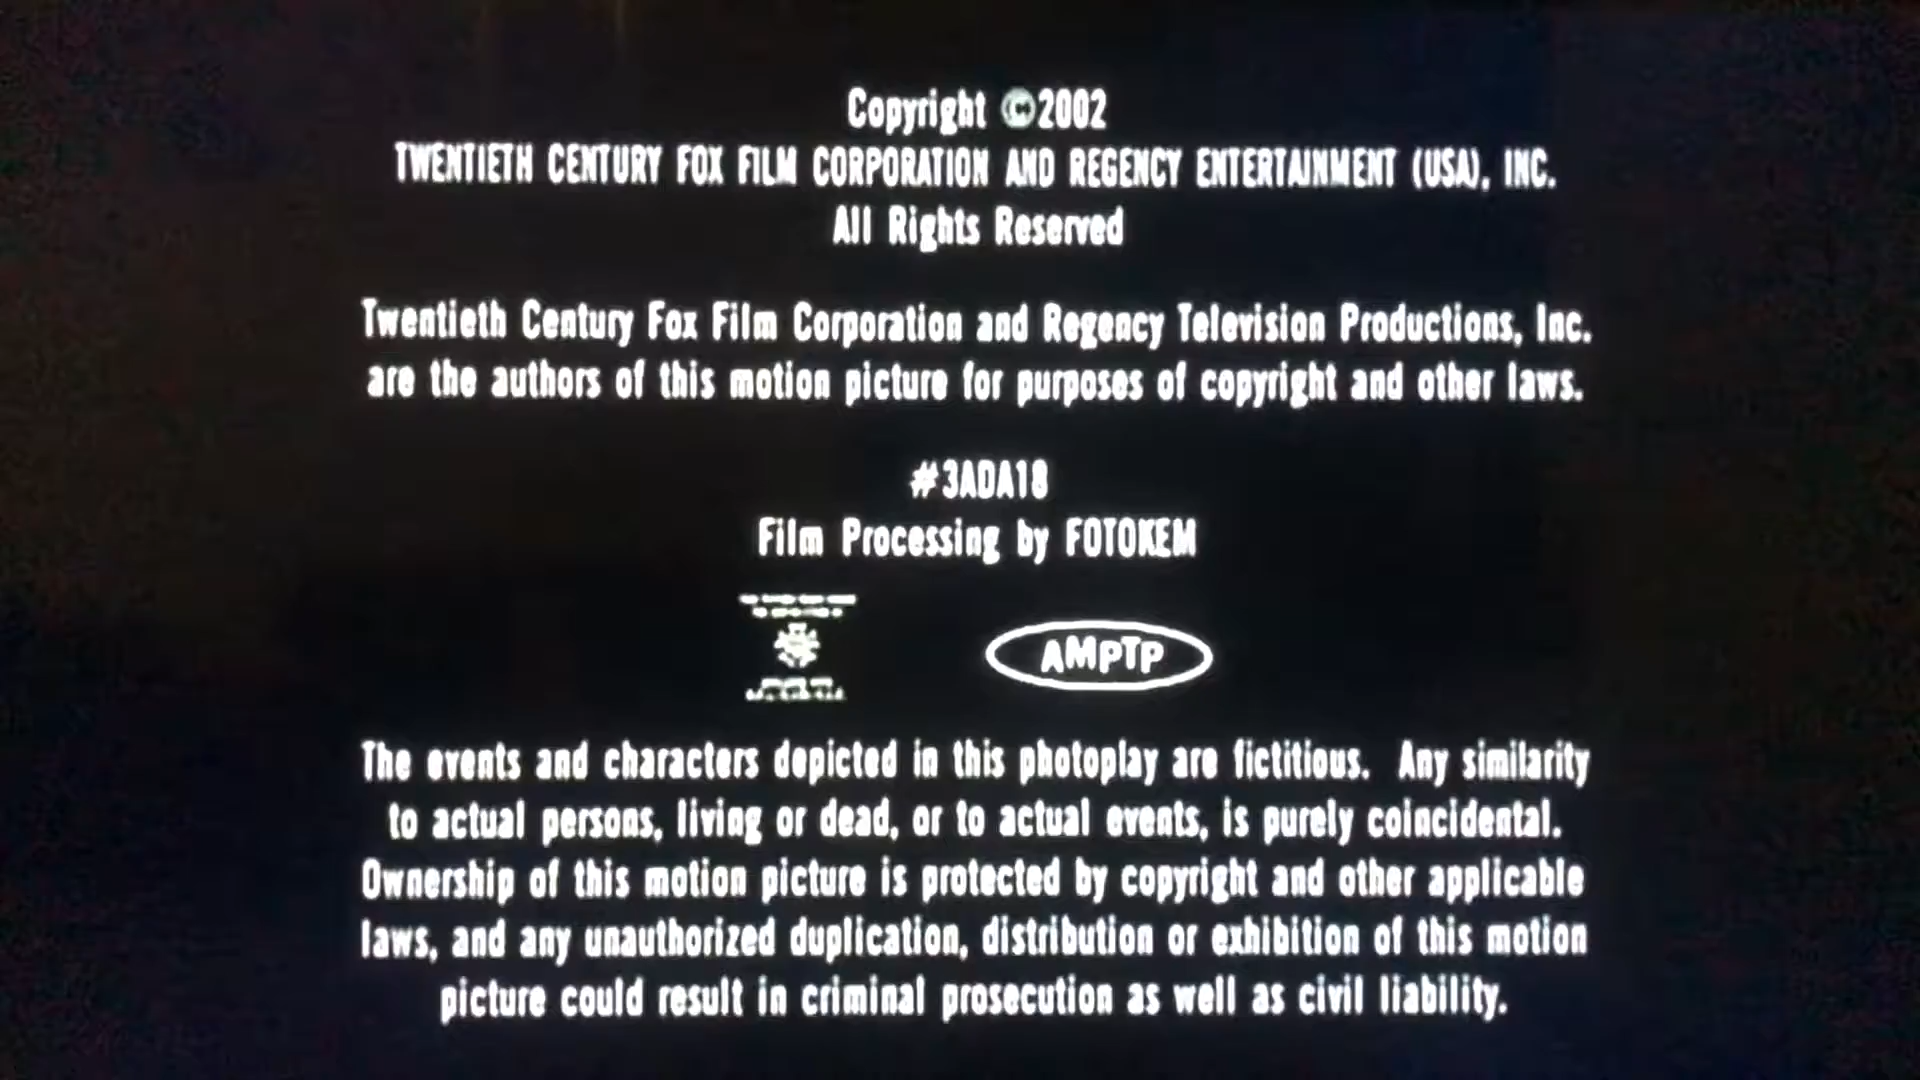 Copyright ©2002
TWENTIETH CENTURY FOX FILM CORPORATION AND REGENCY ENTERTAINMENT (USA), INC.
All Rights Reserved
Twentieth Century Fox Film Corporation and Regency Television Productions, Inc.
are the authors of this motion picture for purposes of copyright and other laws.
#3ADA18
Film Processing by FOTOKEM
AMPTP
The events and characters depicted in this photoplay are fictitious. Any similarity
to actual persons, living or dead, or to actual events, is purely coincidental.
Ownership of this motion picture is protected by copyright and other applicable
laws, and any unauthorized duplication, distribution or exhibition of this motion
picture could result in criminal prosecution as well as civil liability.